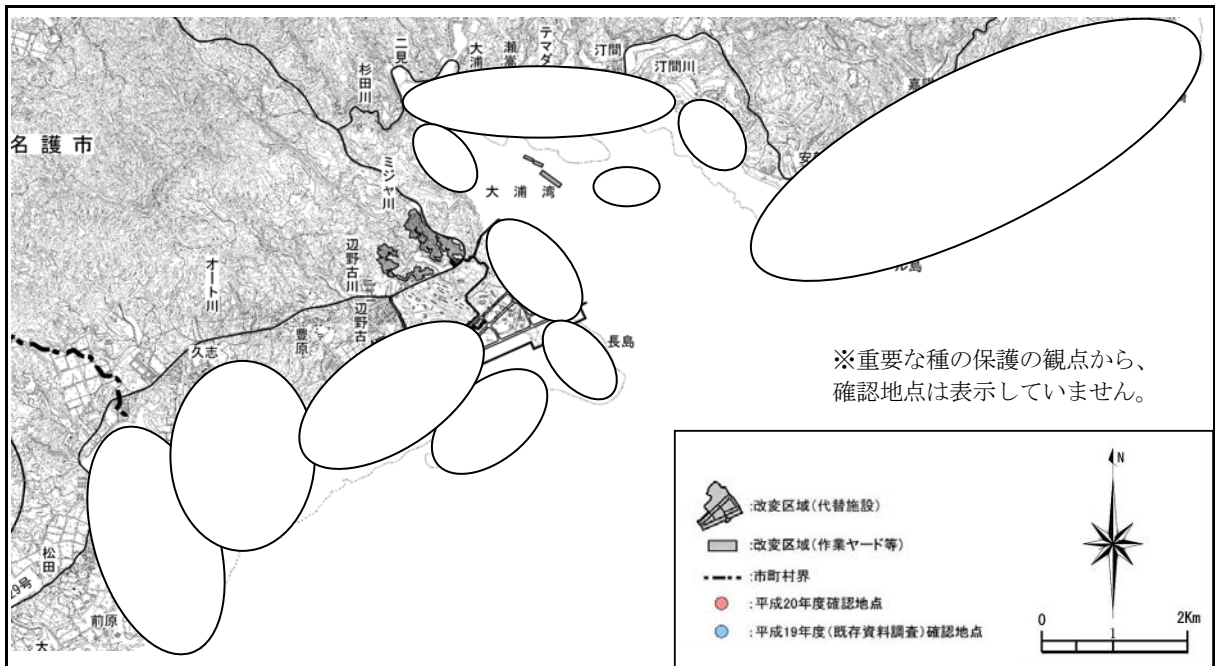 二見
大浦
瀬嵩
テマダ
汀間
汀間川
杉田川
名護市
ミジャ川
大浦湾
辺野古川
オート川
辺野古
豊原
久志
長島
ル島
※重要な種の保護の観点から、
確認地点は表示していません。
松田
前原
N
:改変区域(代替施設)
:改変区域(作業ヤード等)
:市町村界
:平成20年度確認地点
:平成19年度(既存資料調査)確認地点
0 1 2Km